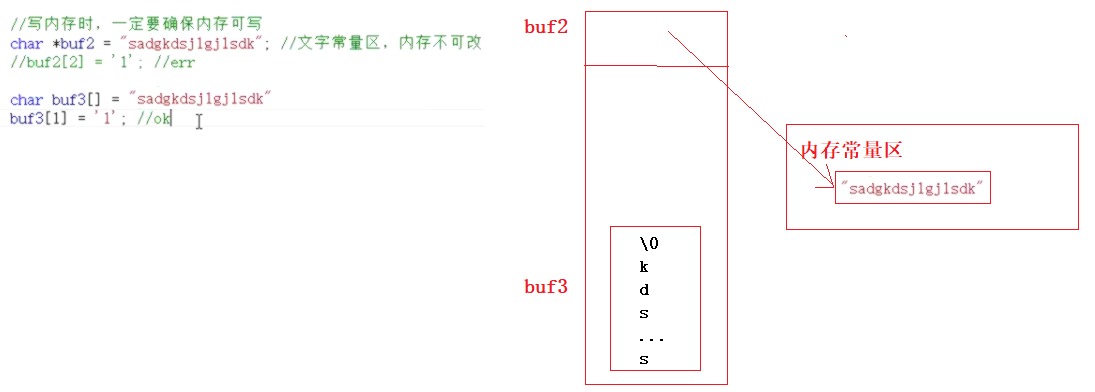 //写内存时，一定要确保内存可写
char *buf2 = "sadgkdsjlgjlsdk"; //文字常量区，内存不可改
//buf2[2] = '1'; //err
char buf3[] = "sadgkdsjlgjlsdk"
buf3[1] = '1'; //ok
buf2
内存常量区
"sadgkdsjlgjlsdk"
buf3
\0
k
d
s
...
s